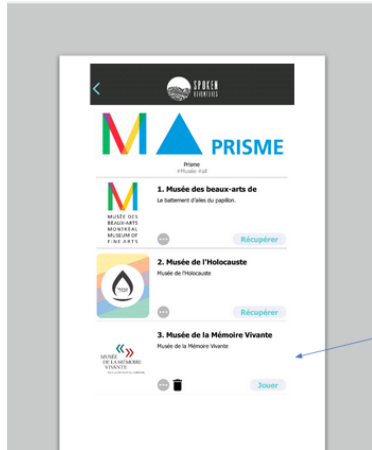 SPOKEN
ADVENTURES
M
PRISME
Prisme
#Musée #all
M
MUSÉE DES
BEAUX-ARTS
MONTRÉAL
MUSEUM OF
FINE ARTS
1. Musée des beaux-arts de
Le battement d'ailes du papillon.
Récupérer
2. Musée de l'Holocauste
Musée de l'Holocauste
Récupérer
MUSÉE
DE LA MÉMOIRE
VIVANTE
3. Musée de la Mémoire Vivante
Musée de la Mémoire Vivante
Jouer